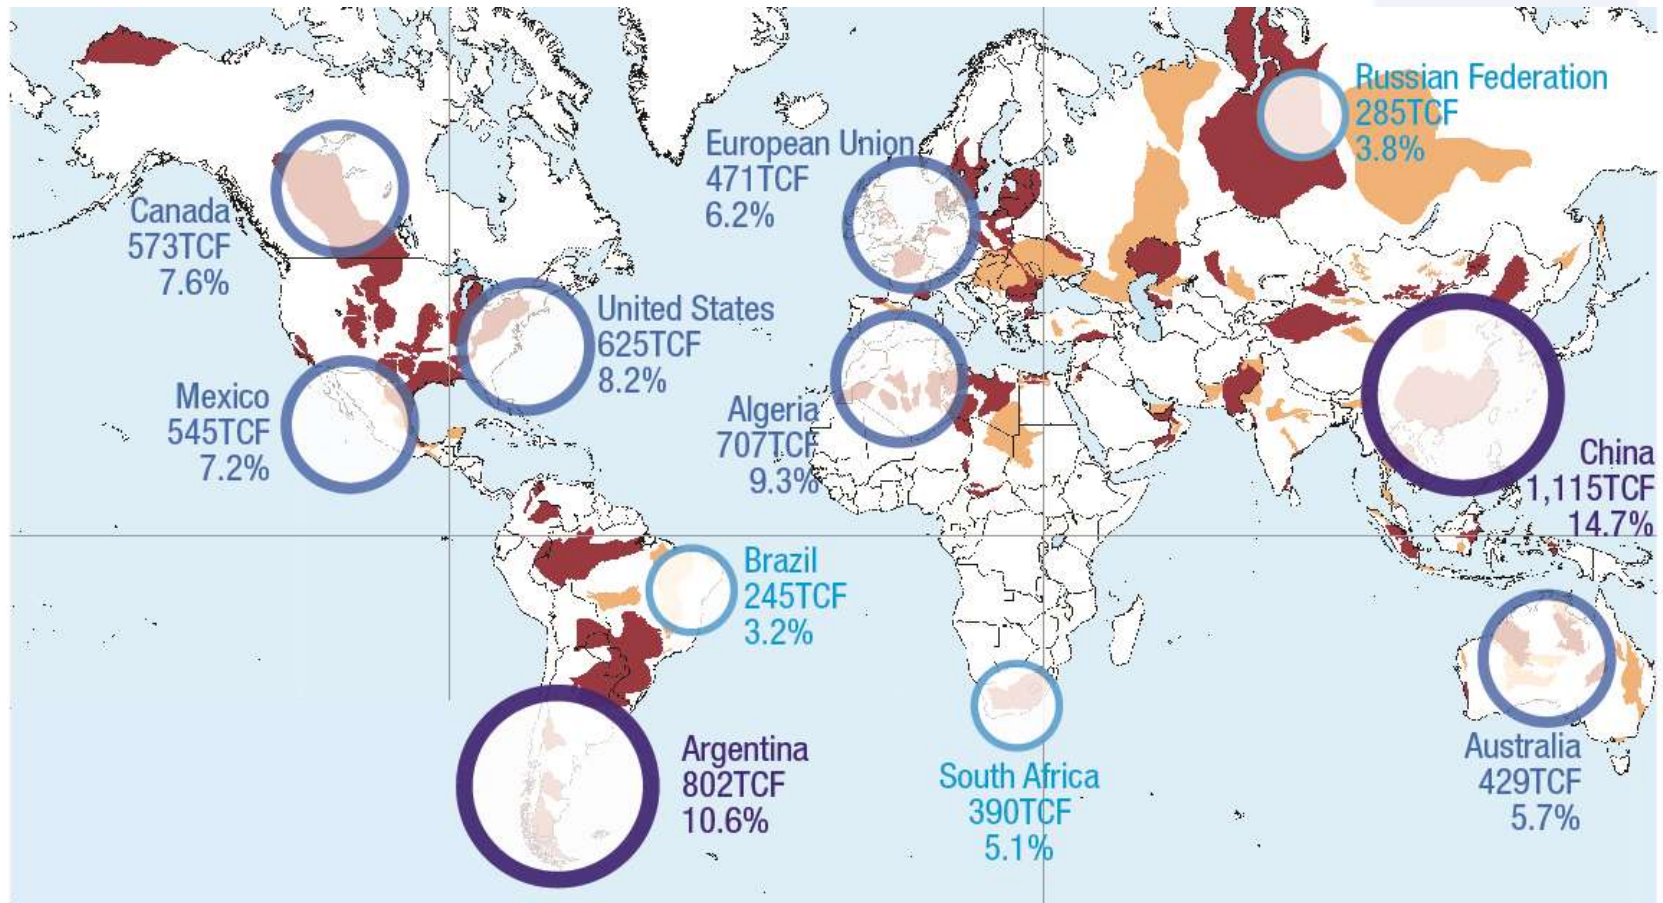 Russian Federation
285TCF
3.8%
European Union
471TCF
6.2%
Canada
573TCF
7.6%
United States
625TCF
8.2%
Mexico
545TCF
7.2%
Algeria
707TCF
9.3%
China
1,115TCF
14.7%
Brazil
245TCF
3.2%
Argentina
802TCF
10.6%
South Africa
390TCF
5.1%
Australia
429TCF
5.7%